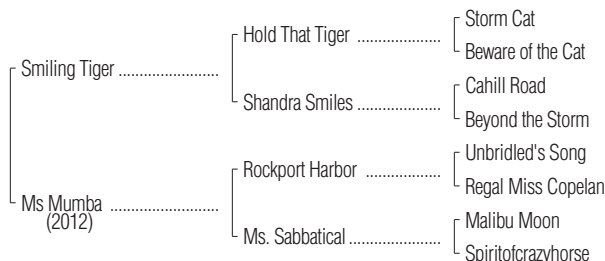 Storm Cat
Hold That Tiger ......................
Beware of the Cat
Smiling Tiger ..........................
Cahill Road
Shandra Smiles ....................
Beyond the Storm
Unbridled's Song
Rockport Harbor ...................
Regal Miss Copelan
Ms Mumba ............................
(2012)
Malibu Moon
Ms. Sabbatical ......................
Spiritofcrazyhorse